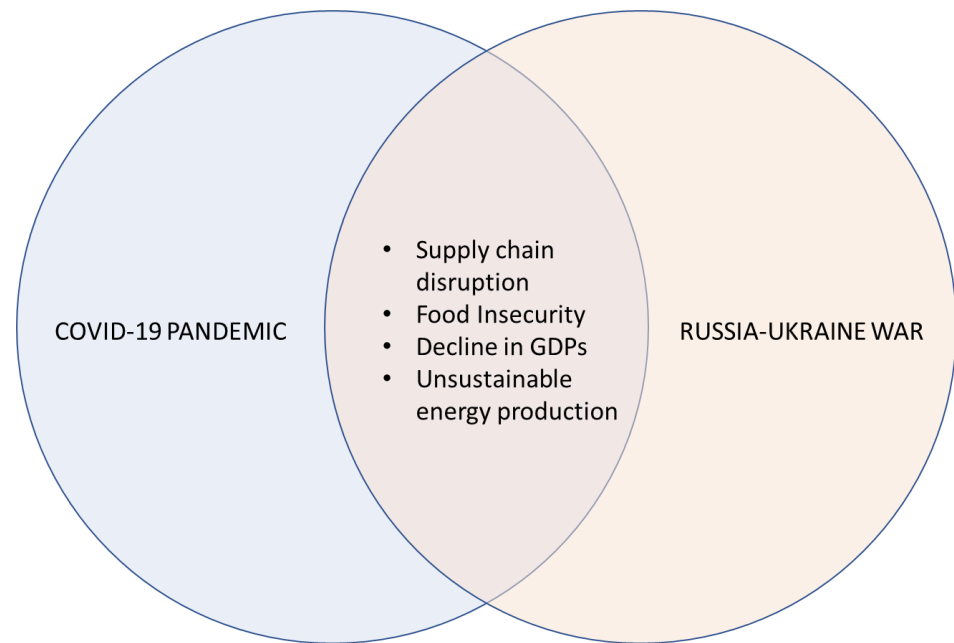 COVID-19 PANDEMIC
• Supply chain
disruption
• Food Insecurity
• Decline in GDPs
• Unsustainable
energy production
RUSSIA-UKRAINE WAR